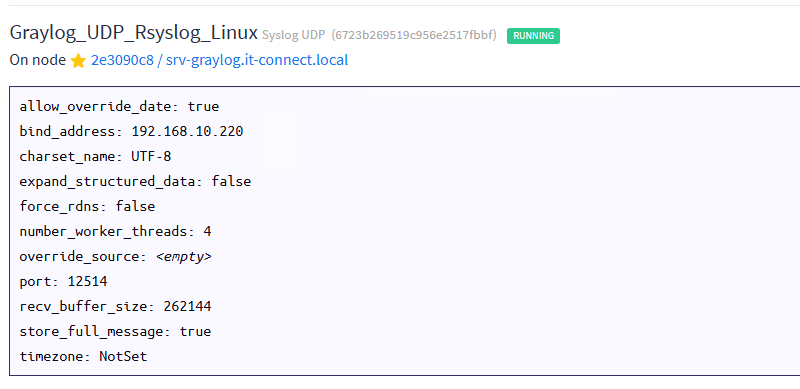 Graylog_UDP_Rsyslog_Linux Syslog UDP (6723b269519c956e2517fbbf) RUNNING
On node 2e3090c8 / srv-graylog.it-connect.local
allow_override_date: true
bind_address: 192.168.10.220
charset_name: UTF-8
expand_structured_data: false
force_rdns: false
number_worker_threads: 4
override_source: <empty>
port: 12514
recv_buffer_size: 262144
store_full_message: true
timezone: NotSet